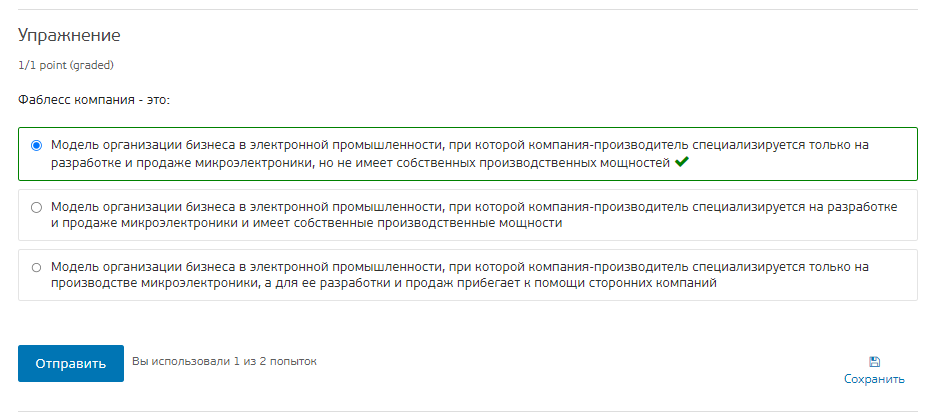 Упражнение
1/1 point (graded)
Фаблесс компания - это:
Модель организации бизнеса в электронной промышленности, при которой компания-производитель специализируется только на
разработке и продаже микроэлектроники, но не имеет собственных производственных мощностей
Модель организации бизнеса в электронной промышленности, при которой компания-производитель специализируется на разработке
и продаже микроэлектроники и имеет собственные производственные мощности
Модель организации бизнеса в электронной промышленности, при которой компания-производитель специализируется только на
производстве микроэлектроники, а для ее разработки и продаж прибегает к помощи сторонних компаний
Отправить
Вы использовали 1 из 2 попыток
Сохранить